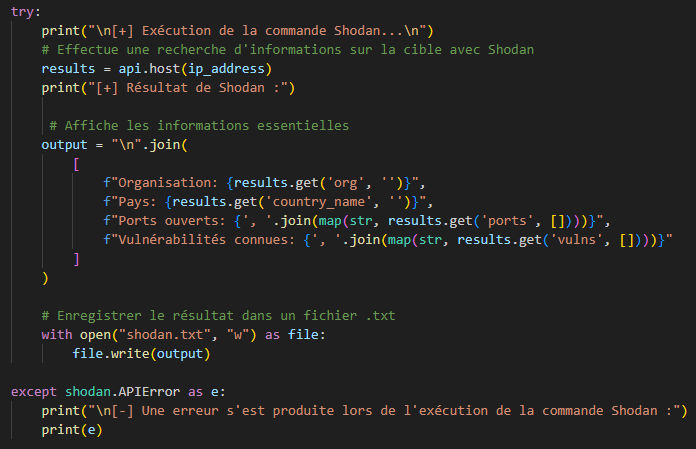 try:
    print("\n[+] Exécution de la commande Shodan...\n")
    # Effectue une recherche d'informations sur la cible avec Shodan
    results = api.host(ip_address)
    print("[+] Résultat de Shodan :")
     # Affiche les informations essentielles
    output = "\n".join(
        [
            f"Organisation: {results.get('org', '')}",
            f"Pays: {results.get('country_name', '')}",
            f"Ports ouverts: {', '.join(map(str, results.get('ports', [])))}",
            f"Vulnérabilités connues: {', '.join(map(str, results.get('vulns', [])))}"
        ]
    )
    # Enregistrer le résultat dans un fichier .txt
    with open("shodan.txt", "w") as file:
        file.write(output)
except shodan.APIError as e:
    print("\n[-] Une erreur s'est produite lors de l'exécution de la commande Shodan :")
    print(e)